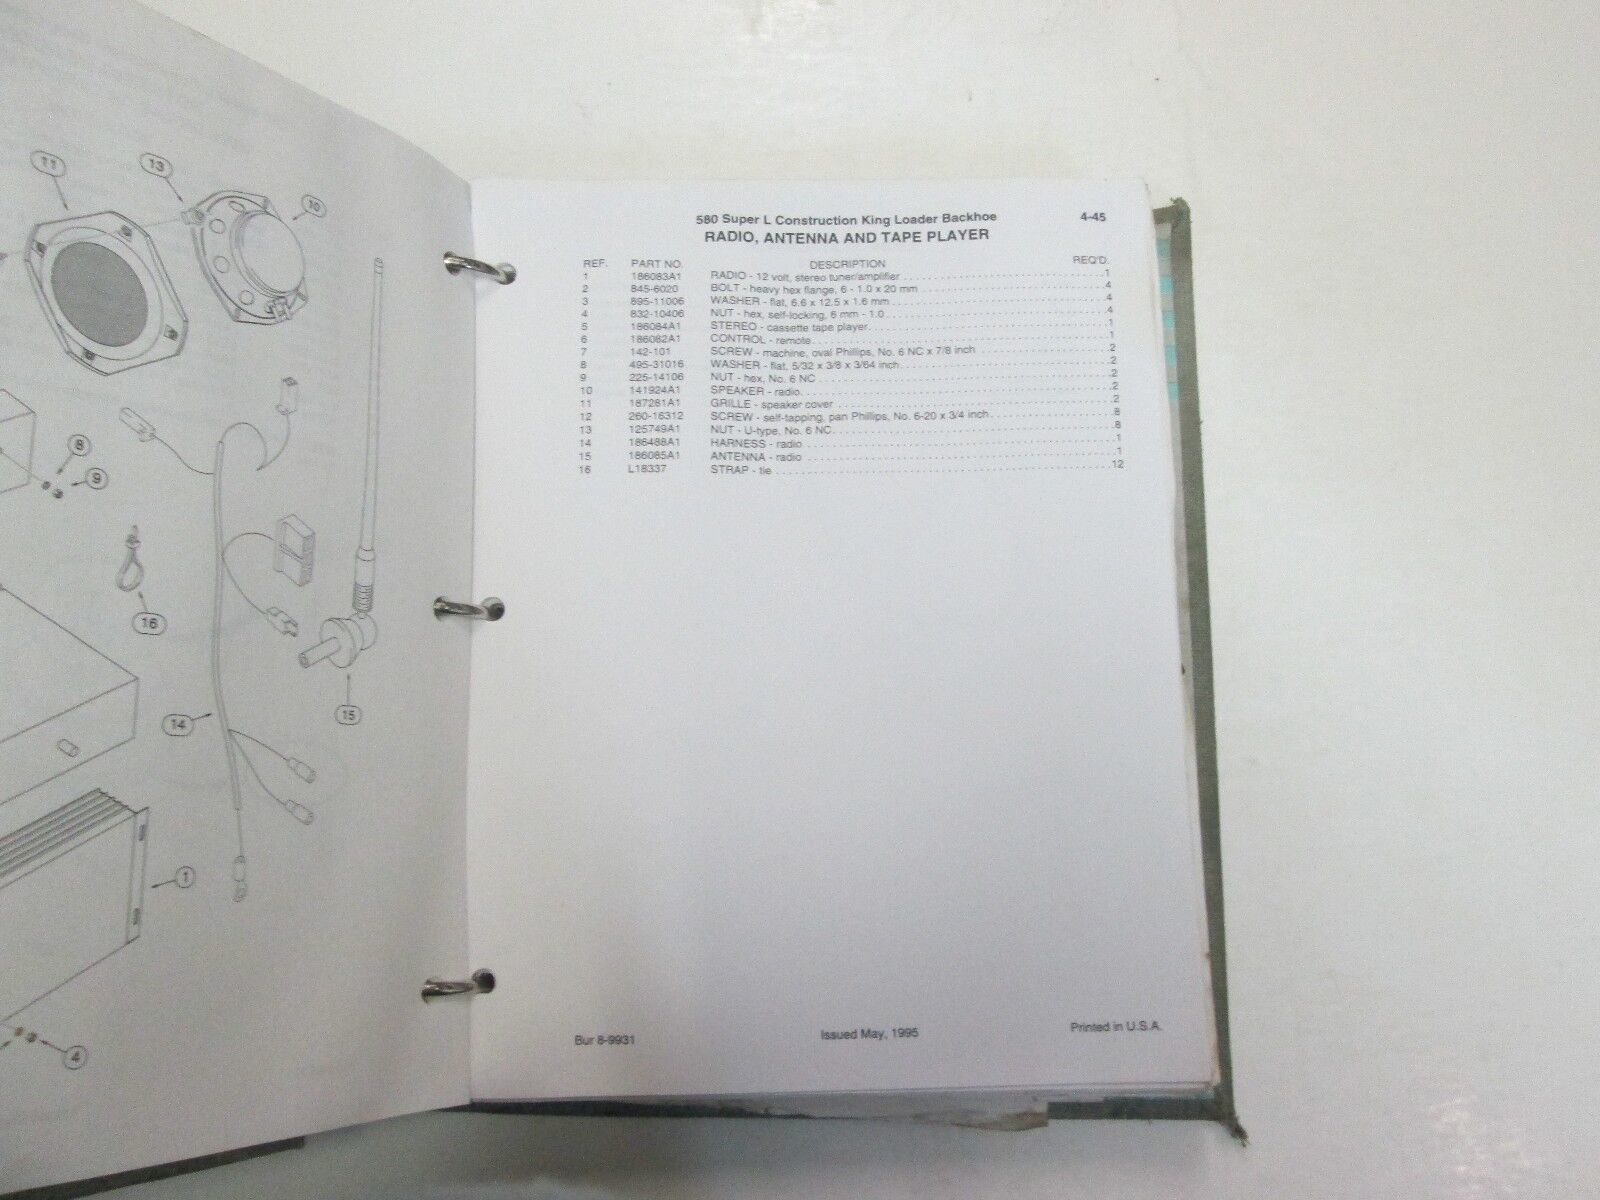 11
13
10
8
9
16
14
15
1
4
580 Super L Construction King Loader Backhoe 4-45
RADIO, ANTENNA AND TAPE PLAYER
REF. PART NO. DESCRIPTION REQ'D.
1 186083A1 RADIO - 12 volt, stereo tuner/amplifier 1
2 845-6020 BOLT - heavy hex flange, 6 - 1.0 x 20 mm 4
3 895-11006 WASHER - flat, 6.6 x 12.5 x 1.6 mm 4
4 832-10406 NUT - hex, self-locking, 6 mm - 1.0 4
5 186084A1 STEREO - cassette tape player 1
6 186082A1 CONTROL - remote 1
7 142-101 SCREW - machine, oval Phillips, No. 6 NC x 7/8 inch 2
8 495-31016 WASHER - flat, 5/32 x 3/8 x 3/64 inch 2
9 225-14106 NUT - hex, No. 6 NC 2
10 141924A1 SPEAKER - radio 2
11 187281A1 GRILLE - speaker cover 2
12 260-16312 SCREW - self-tapping, pan Phillips, No. 6-20 x 3/4 inch 8
13 125749A1 NUT - U-type, No. 6 NC 8
14 186488A1 HARNESS - radio 1
15 186085A1 ANTENNA - radio 1
16 L18337 STRAP - tie 12
Bur 8-9931 Issued May, 1995 Printed in U.S.A.